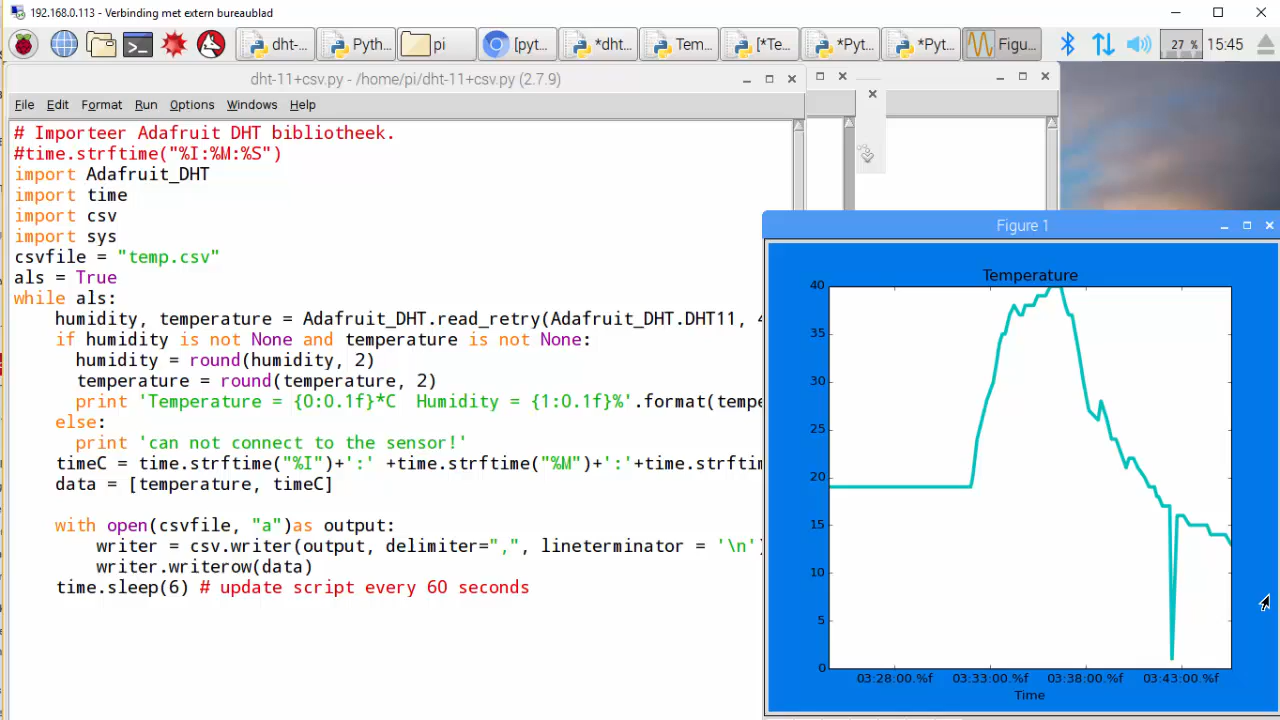 192.168.0.113 - Verbinding met extern bureaublad
dht-...
Pyth...
pi
[pyt...
*dht...
Tem...
[*Te...
*Pyt...
*Pyt...
Figu...
27 %
15:45
dht-11+csv.py - /home/pi/dht-11+csv.py (2.7.9)
File Edit Format Run Options Windows Help
# Importeer Adafruit DHT bibliotheek.
#time.strftime("%I:%M:%S")
import Adafruit_DHT
import time
import csv
import sys
csvfile = "temp.csv"
als = True
while als:
    humidity, temperature = Adafruit_DHT.read_retry(Adafruit_DHT.DHT11, 4
    if humidity is not None and temperature is not None:
      humidity = round(humidity, 2)
      temperature = round(temperature, 2)
      print 'Temperature = {0:0.1f}*C  Humidity = {1:0.1f}%'.format(tempe
    else:
      print 'can not connect to the sensor!'
    timeC = time.strftime("%I")+':' +time.strftime("%M")+':'+time.strftin
    data = [temperature, timeC]
    with open(csvfile, "a")as output:
        writer = csv.writer(output, delimiter=",", lineterminator = '\n')
        writer.writerow(data)
    time.sleep(6) # update script every 60 seconds
Figure 1
Temperature
40
35
30
25
20
15
10
5
0
03:28:00.%f 03:33:00.%f 03:38:00.%f 03:43:00.%f
Time